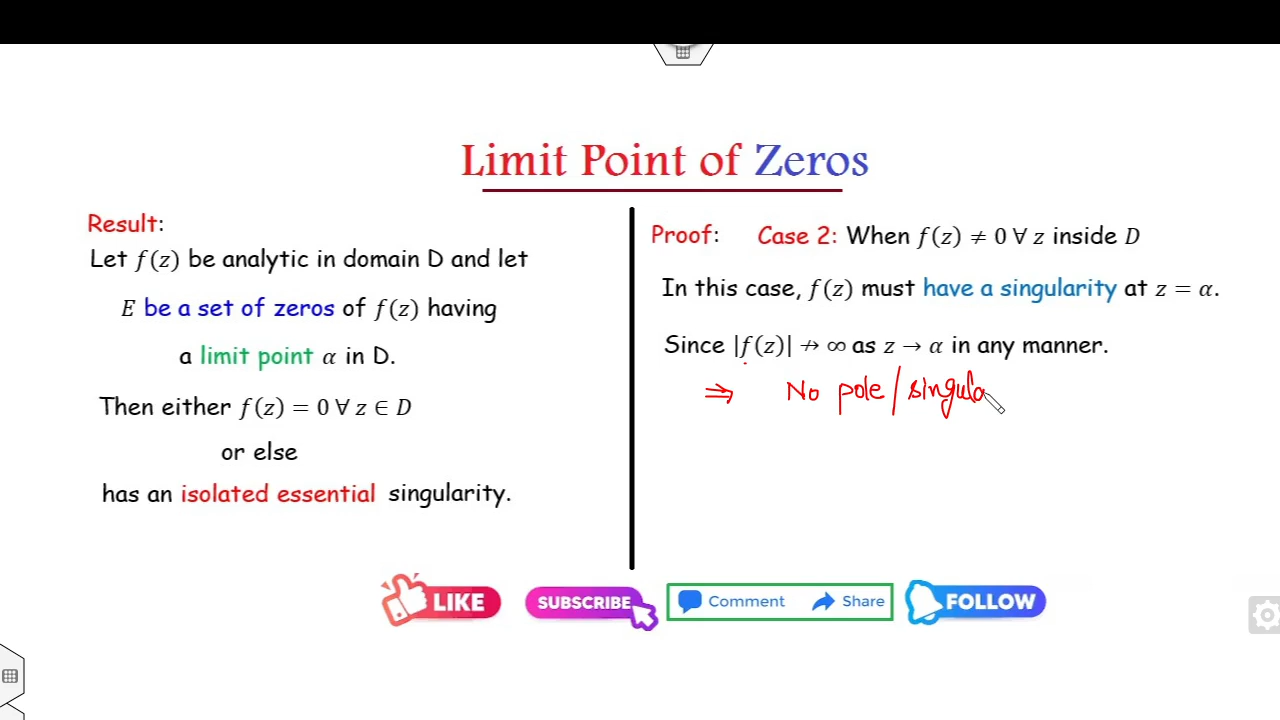 Limit Point of Zeros
Result:
Let f(z) be analytic in domain D and let
E be a set of zeros of f(z) having
a limit point α in D.
Then either f(z) = 0 ∀ z ∈ D
or else
has an isolated essential singularity.
Proof: Case 2: When f(z) ≠ 0 ∀ z inside D
In this case, f(z) must have a singularity at z = α.
Since |f(z)| ↛ ∞ as z → α in any manner.
⇒ No pole/singula
LIKE SUBSCRIBE Comment Share FOLLOW